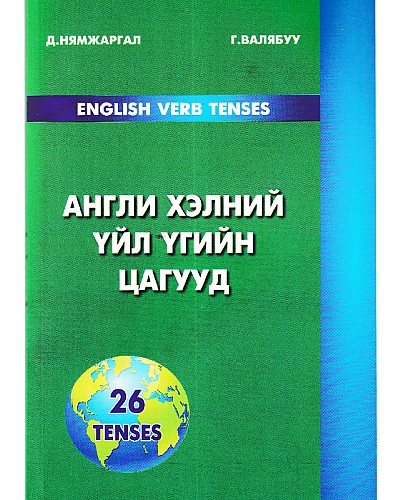 Д.НЯМЖАРГАЛ Г.ВАЛЯБУУ
ENGLISH VERB TENSES
АНГЛИ ХЭЛНИЙ
ҮЙЛ ҮГИЙН
ЦАГУУД
26
TENSES